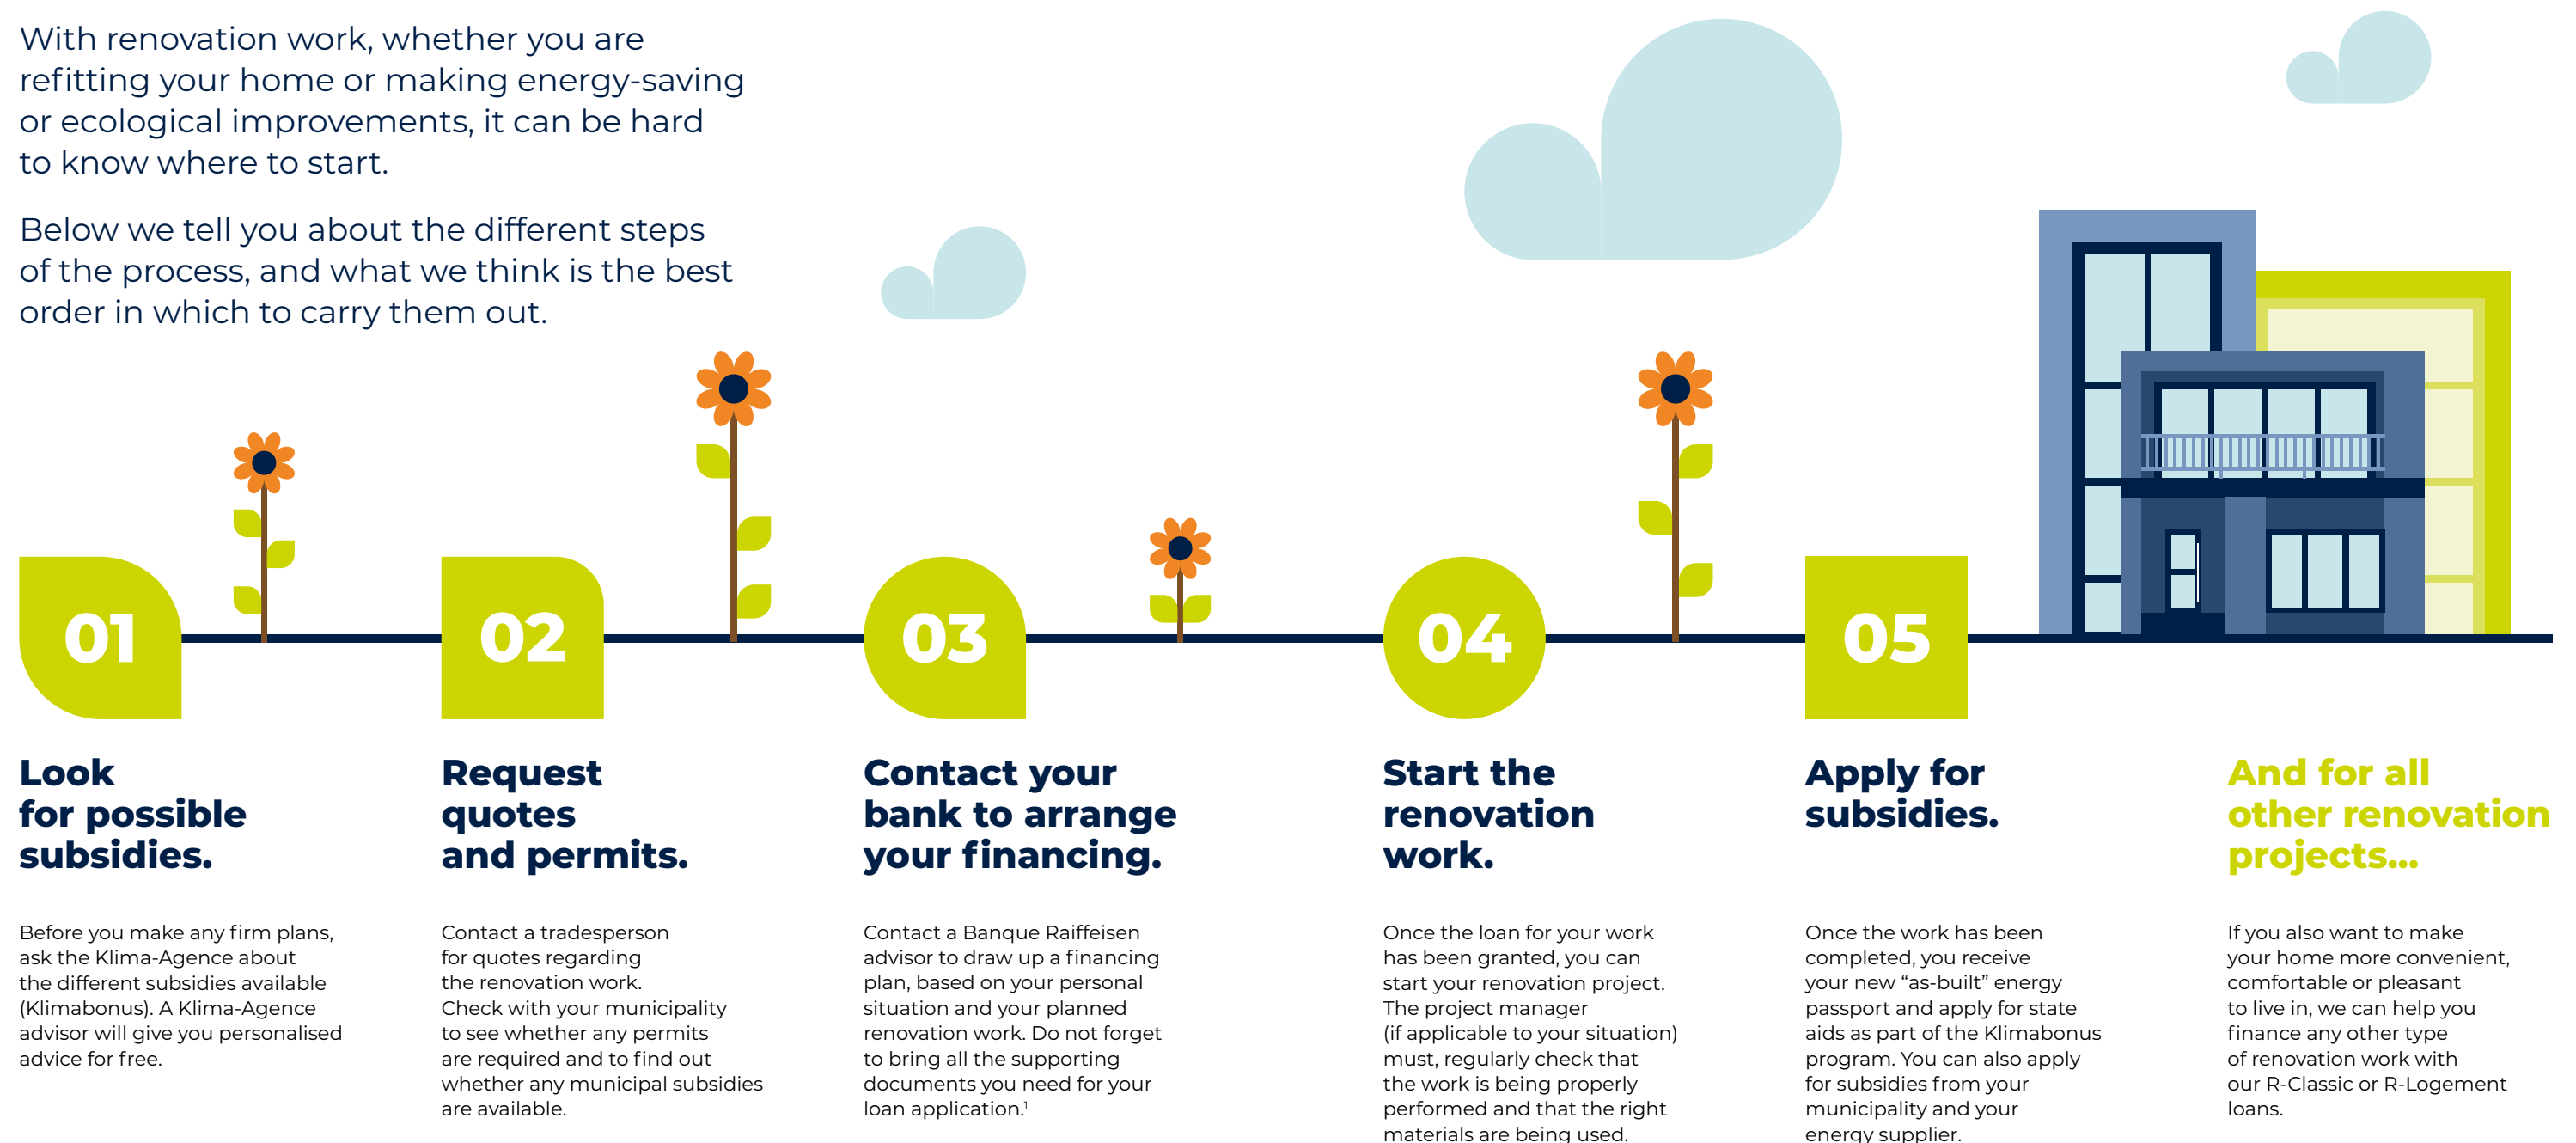 With renovation work, whether you are
refitting your home or making energy-saving
or ecological improvements, it can be hard
to know where to start.
Below we tell you about the different steps
of the process, and what we think is the best
order in which to carry them out.
01
Look
for possible
subsidies.
Before you make any firm plans,
ask the Klima-Agence about
the different subsidies available
(Klimabonus). A Klima-Agence
advisor will give you personalised
advice for free.
02
Request
quotes
and permits.
Contact a tradesperson
for quotes regarding
the renovation work.
Check with your municipality
to see whether any permits
are required and to find out
whether any municipal subsidies
are available.
03
Contact your
bank to arrange
your financing.
Contact a Banque Raiffeisen
advisor to draw up a financing
plan, based on your personal
situation and your planned
renovation work. Do not forget
to bring all the supporting
documents you need for your
loan application.¹
04
Start the
renovation
work.
Once the loan for your work
has been granted, you can
start your renovation project.
The project manager
(if applicable to your situation)
must, regularly check that
the work is being properly
performed and that the right
materials are being used.
05
Apply for
subsidies.
Once the work has been
completed, you receive
your new “as-built” energy
passport and apply for state
aids as part of the Klimabonus
program. You can also apply
for subsidies from your
municipality and your
energy supplier.
And for all
other renovation
projects...
If you also want to make
your home more convenient,
comfortable or pleasant
to live in, we can help you
finance any other type
of renovation work with
our R-Classic or R-Logement
loans.